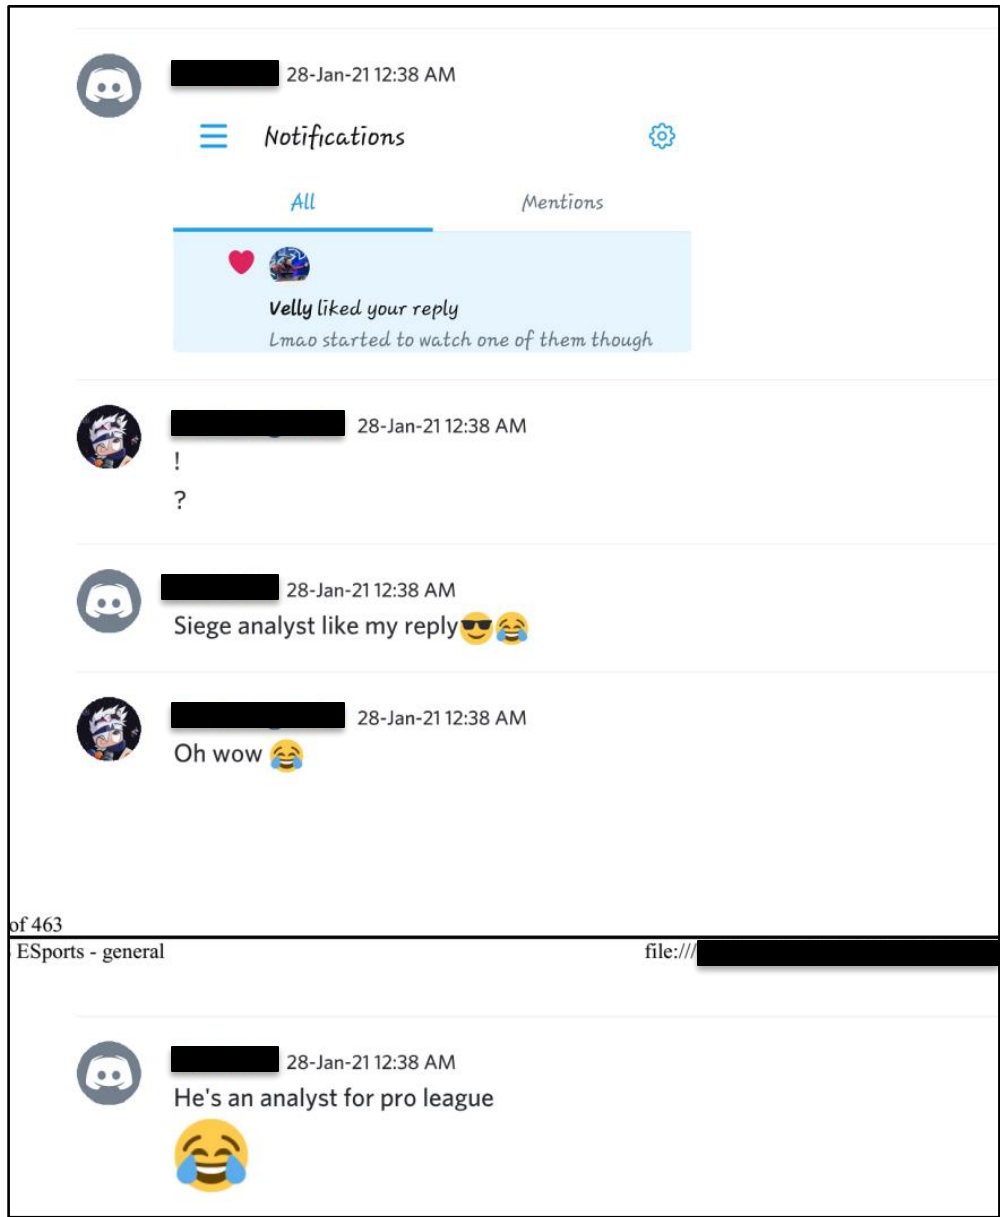 28-Jan-21 12:38 AM
Notifications
All Mentions
Velly liked your reply
Lmao started to watch one of them though
28-Jan-21 12:38 AM
!
?
28-Jan-21 12:38 AM
Siege analyst like my reply😎😂
28-Jan-21 12:38 AM
Oh wow 😂
of 463
ESports - general file:///
28-Jan-21 12:38 AM
He's an analyst for pro league
😂